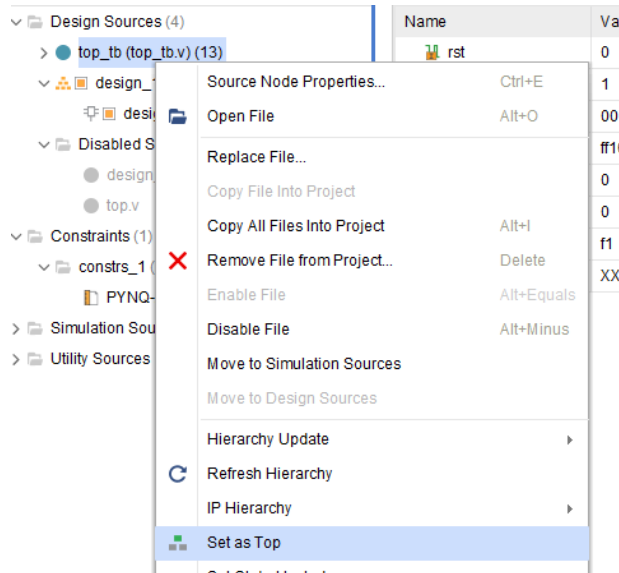 Design Sources (4)
Name
Va
top_tb (top_tb.v) (13)
rst
0
design_
Source Node Properties...
Ctrl+E
1
desi
Open File
Alt+O
00
Disabled S
Replace File...
ff1
design_
Copy File Into Project
0
top.v
Copy All Files Into Project
Alt+I
0
Constraints (1)
f1
constrs_1 (
Remove File from Project...
Delete
XX
PYNQ-
Enable File
Alt+Equals
Simulation Sou
Disable File
Alt+Minus
Utility Sources
Move to Simulation Sources
Move to Design Sources
Hierarchy Update
Refresh Hierarchy
IP Hierarchy
Set as Top